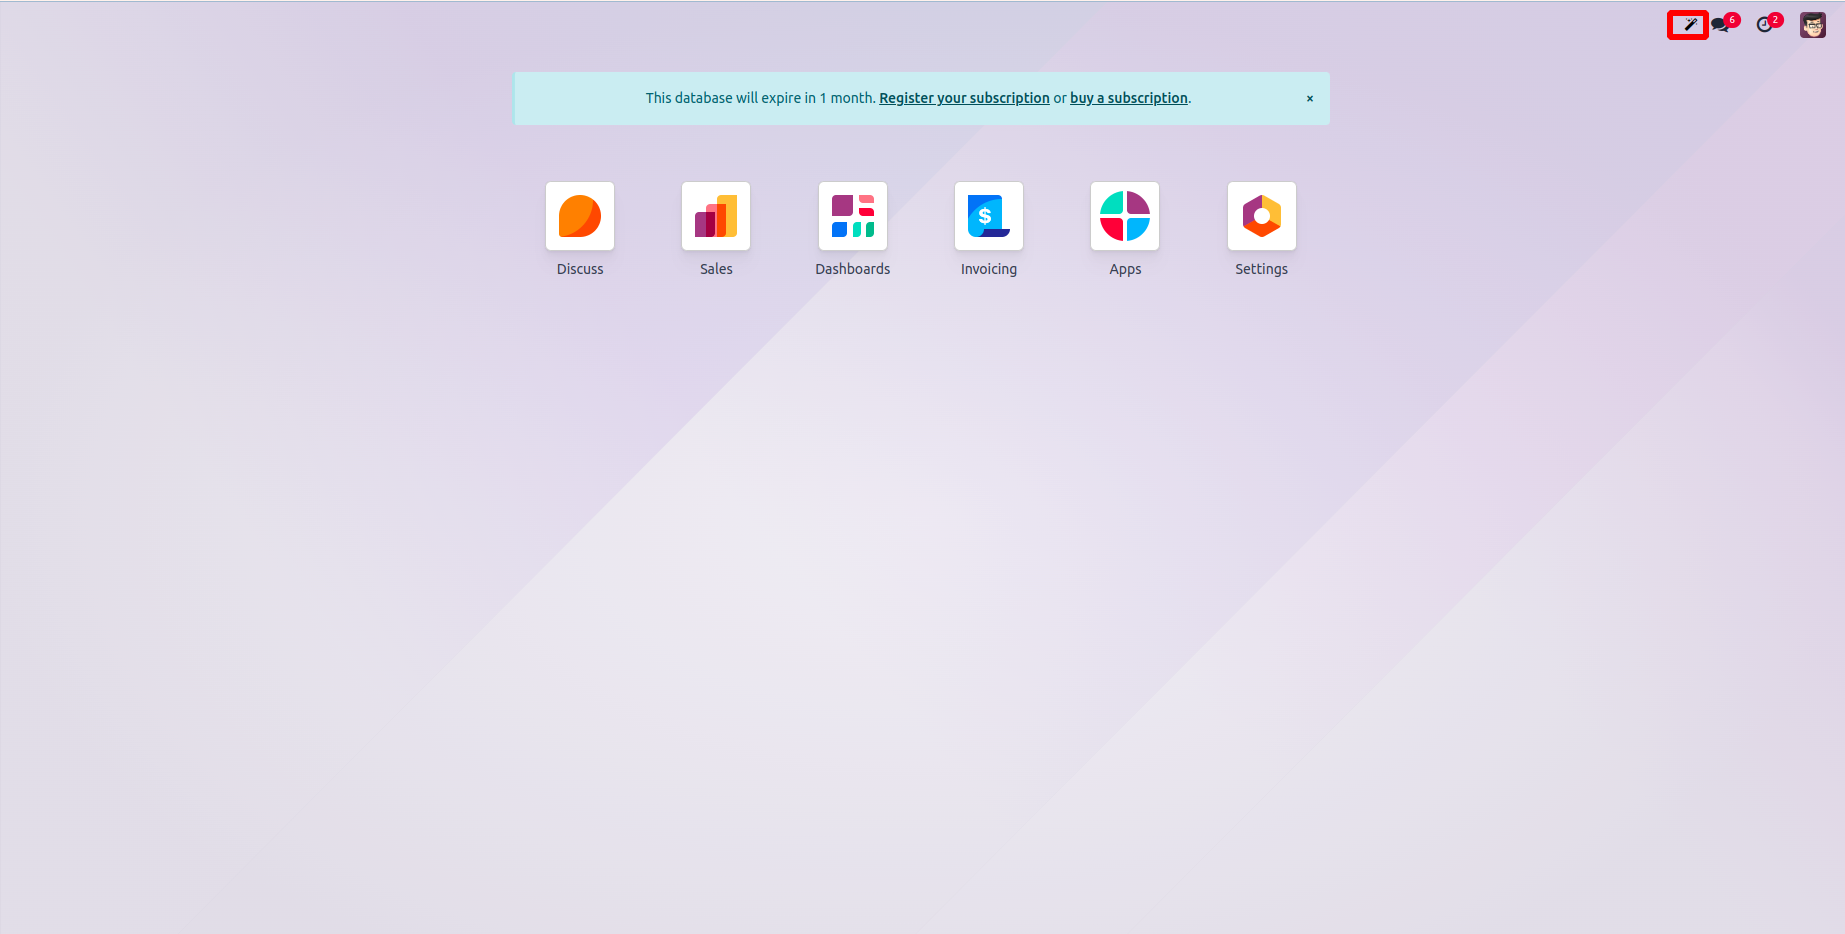 6
2
This database will expire in 1 month. Register your subscription or buy a subscription.
×
$
Discuss
Sales
Dashboards
Invoicing
Apps
Settings